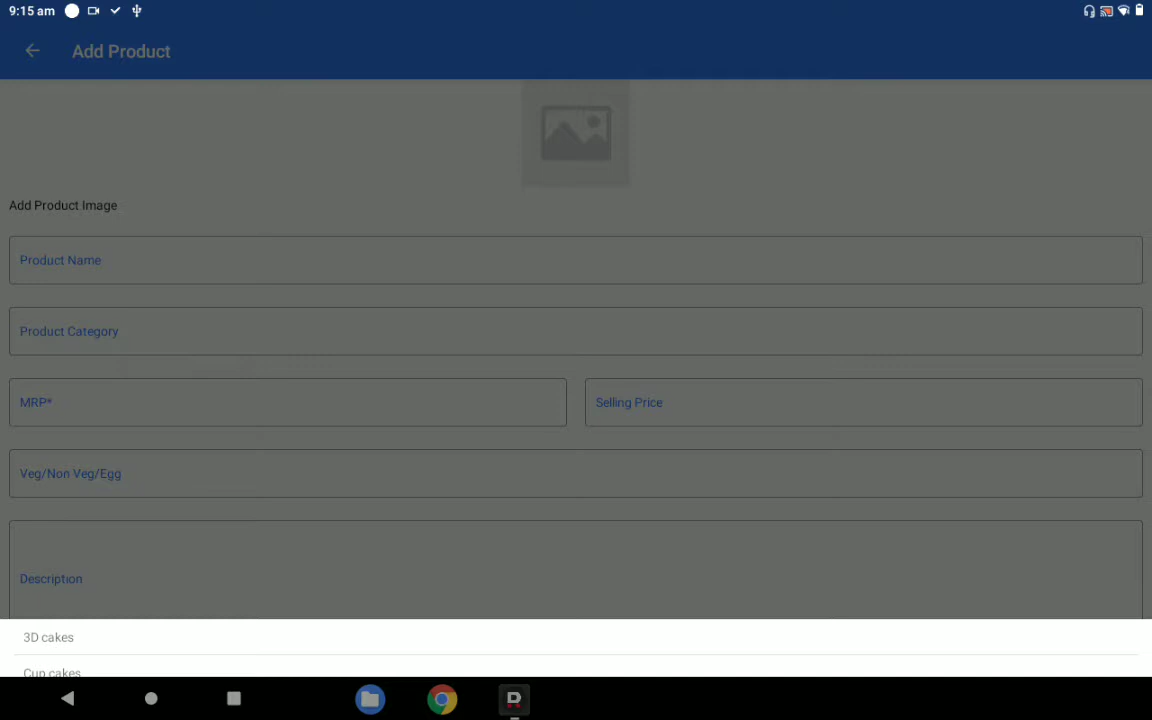 9:15 am
Add Product
Add Product Image
Product Name
Product Category
MRP*
Selling Price
Veg/Non Veg/Egg
Description
3D cakes
Cup cakes